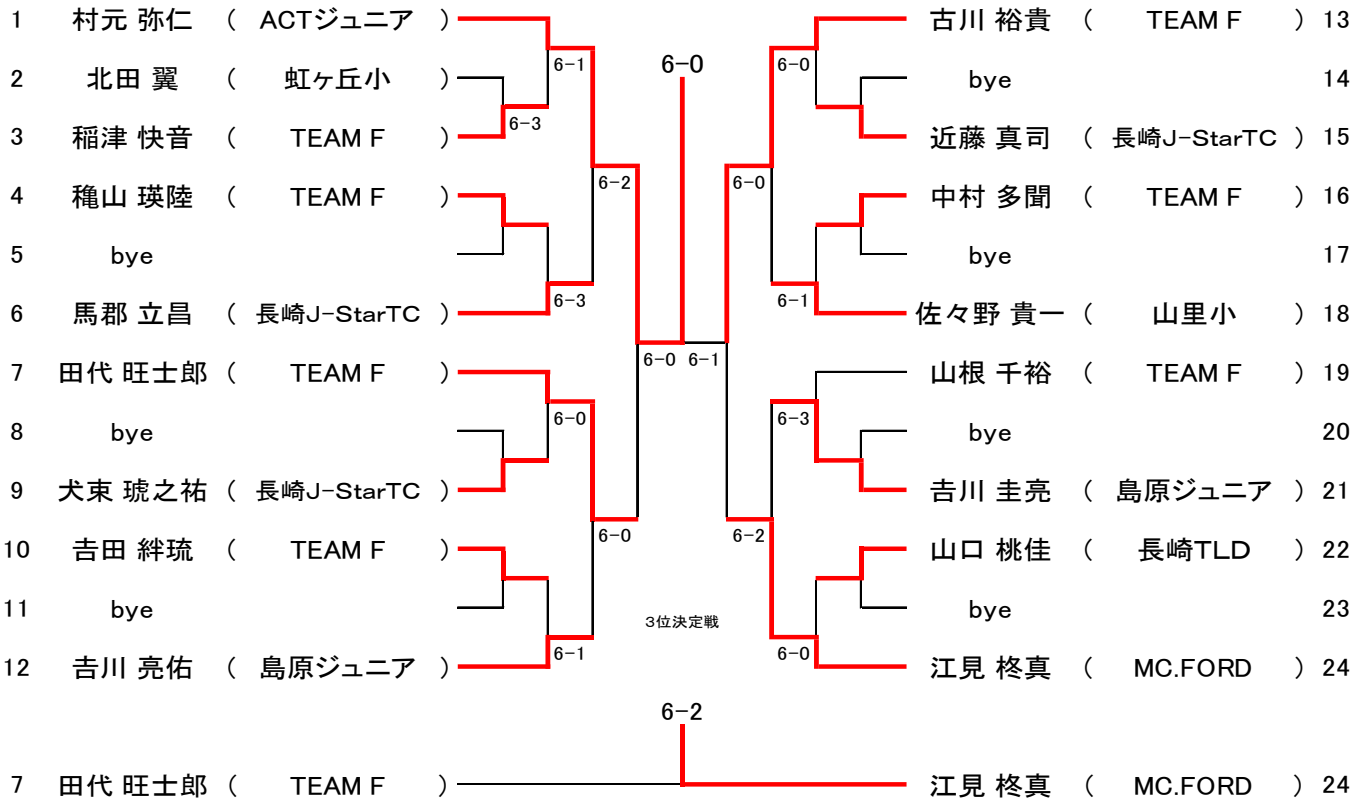 1 村元 弥仁 ( ACTジュニア ) 古川 裕貴 ( TEAM F ) 13
6-1 6-0 6-0
2 北田 翼 ( 虹ヶ丘小 ) bye 14
6-3
3 稲津 快音 ( TEAM F ) 近藤 真司 ( 長崎J-StarTC ) 15
6-2 6-0
4 穐山 瑛陸 ( TEAM F ) 中村 多聞 ( TEAM F ) 16
5 bye bye 17
6-3 6-1
6 馬郡 立昌 ( 長崎J-StarTC ) 佐々野 貴一 ( 山里小 ) 18
6-0 6-1
7 田代 旺士郎 ( TEAM F ) 山根 千裕 ( TEAM F ) 19
6-0 6-3
8 bye bye 20
9 犬束 琥之祐 ( 長崎J-StarTC ) 吉川 圭亮 ( 島原ジュニア ) 21
6-0 6-2
10 吉田 絆琉 ( TEAM F ) 山口 桃佳 ( 長崎TLD ) 22
11 bye bye 23
3位決定戦
6-1 6-0
12 吉川 亮佑 ( 島原ジュニア ) 江見 柊真 ( MC.FORD ) 24
6-2
7 田代 旺士郎 ( TEAM F ) 江見 柊真 ( MC.FORD ) 24